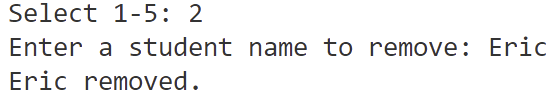 Select 1-5: 2
Enter a student name to remove: Eric
Eric removed.